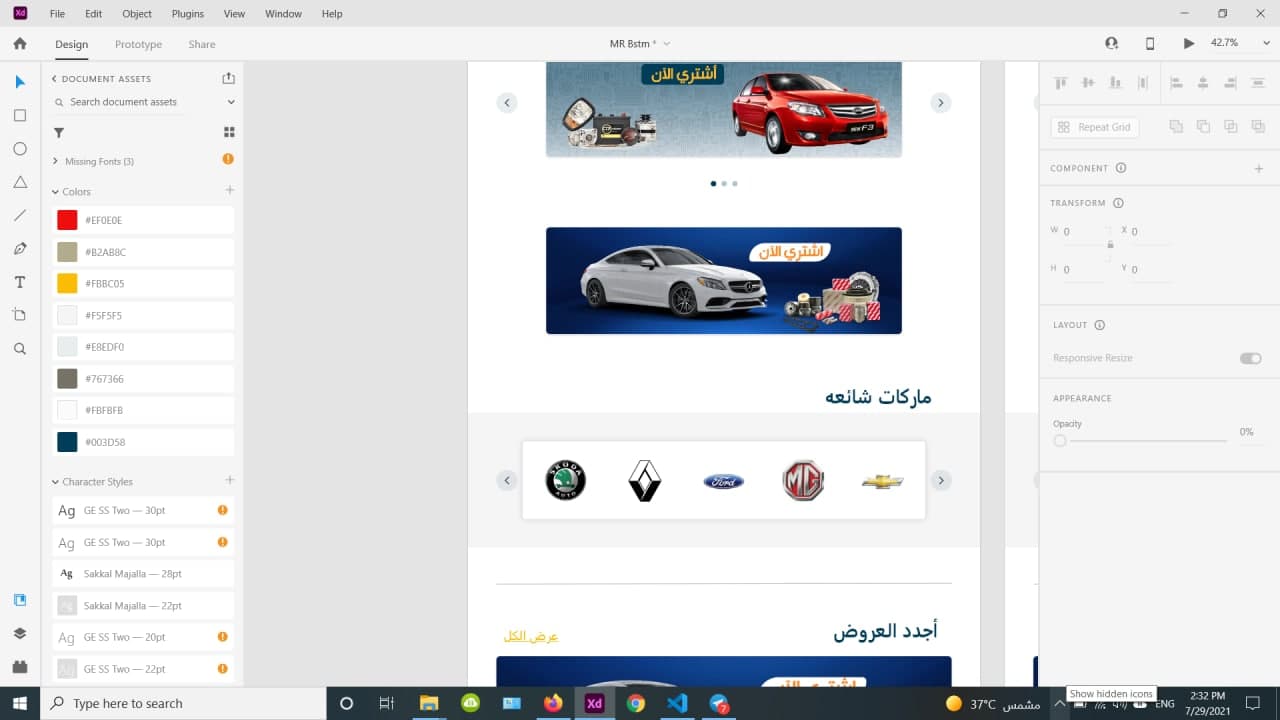 Xd File Edit Object Plugins View Window Help
Design Prototype Share
MR Bstm *
42.7%
DOCUMENT ASSETS
Search document assets
Missing Fonts (3)
Colors
#EF0E0E
#B2AB8C
#FBBC05
#E8EDF0
#767366
#FBFBFB
#003D58
Ag GE SS Two — 30pt
Ag GE SS Two — 30pt
Ag Sakkal Majalla — 28pt
Ag Sakkal Majalla — 22pt
Ag GE SS Two — 20pt
Ag GE SS Two — 22pt
أشتري الآن
F3
اشتري الآن
ماركات شائعه
SKODA
AUTO
Ford
MG
أجدد العروض
عرض الكل
Repeat Grid
COMPONENT
TRANSFORM
W 0 X 0
H 0 Y 0
LAYOUT
Responsive Resize
APPEARANCE
Opacity
0%
Show hidden icons
Type here to search
Xd
7
37°C مشمس
ENG
2:32 PM
7/29/2021